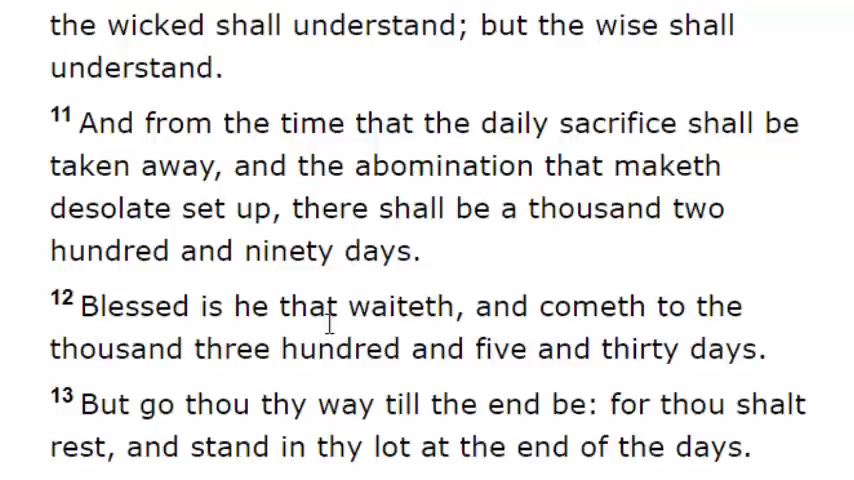 the wicked shall understand; but the wise shall
understand.
11 And from the time that the daily sacrifice shall be
taken away, and the abomination that maketh
desolate set up, there shall be a thousand two
hundred and ninety days.
12 Blessed is he that waiteth, and cometh to the
thousand three hundred and five and thirty days.
13 But go thou thy way till the end be: for thou shalt
rest, and stand in thy lot at the end of the days.